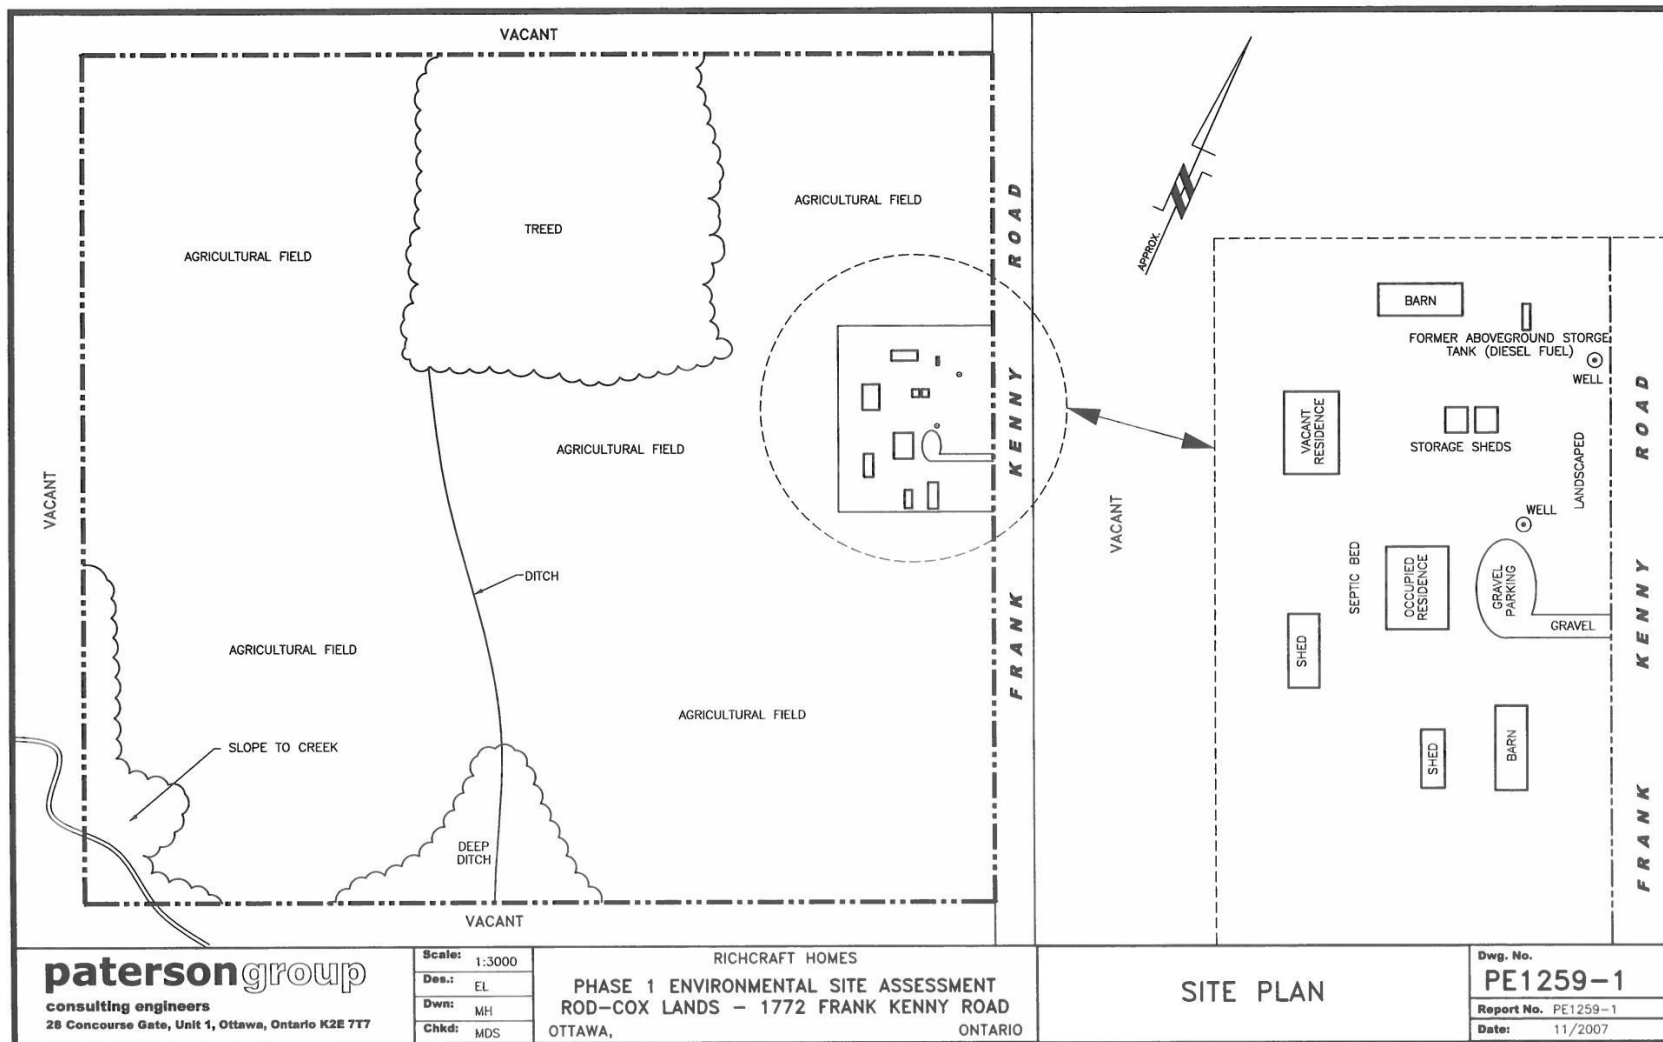 VACANT
AGRICULTURAL FIELD
TREED
AGRICULTURAL FIELD
AGRICULTURAL FIELD
VACANT
DITCH
AGRICULTURAL FIELD
AGRICULTURAL FIELD
SLOPE TO CREEK
DEEP
DITCH
VACANT
FRANK KENNY ROAD
VACANT
APPROX.
BARN
FORMER ABOVEGROUND STORGE
TANK (DIESEL FUEL)
WELL
VACANT
RESIDENCE
STORAGE SHEDS
LANDSCAPED
WELL
SEPTIC BED
OCCUPIED
RESIDENCE
GRAVEL
PARKING
GRAVEL
SHED
SHED
BARN
FRANK KENNY ROAD
patersongroup
consulting engineers
28 Concourse Gate, Unit 1, Ottawa, Ontario K2E 7T7
Scale: 1:3000
Des.: EL
Dwn: MH
Chkd: MDS
RICHCRAFT HOMES
PHASE 1 ENVIRONMENTAL SITE ASSESSMENT
ROD-COX LANDS - 1772 FRANK KENNY ROAD
OTTAWA, ONTARIO
SITE PLAN
Dwg. No.
PE1259-1
Report No. PE1259-1
Date: 11/2007